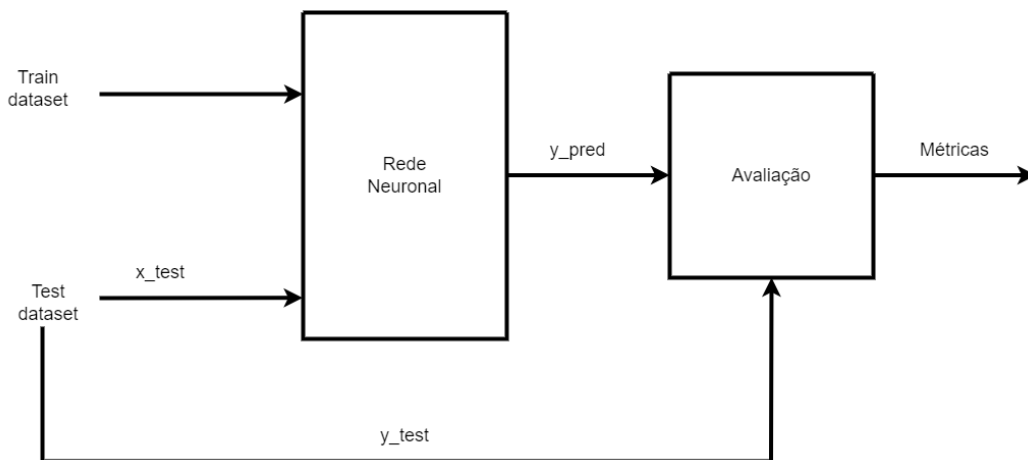 Train
dataset
Rede
Neuronal
y_pred
Avaliação
Métricas
x_test
Test
dataset
y_test